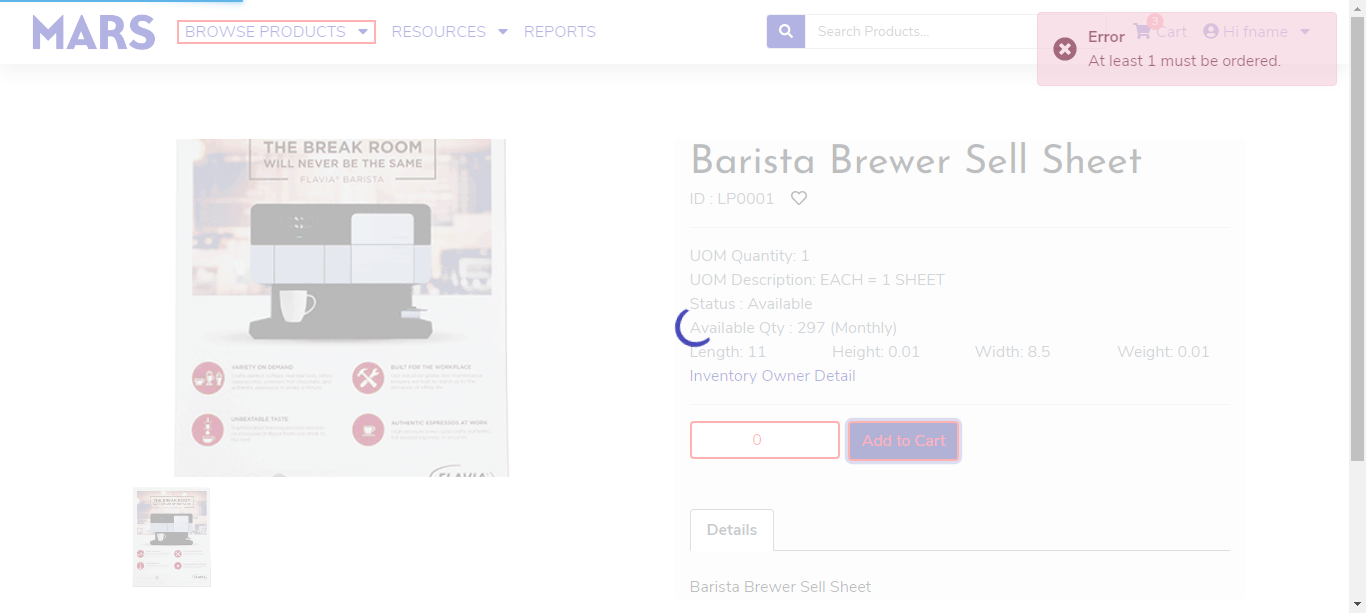 MARS
BROWSE PRODUCTS
RESOURCES
REPORTS
Search Products...
3
Cart
Hi fname
Error
At least 1 must be ordered.
THE BREAK ROOM
WILL NEVER BE THE SAME
FLAVIA® BARISTA
VARIETY ON DEMAND
BUILT FOR THE WORKPLACE
UNBEATABLE TASTE
AUTHENTIC ESPRESSOS AT WORK
FLAVIA
Barista Brewer Sell Sheet
ID : LP0001
UOM Quantity: 1
UOM Description: EACH = 1 SHEET
Status : Available
Available Qty : 297 (Monthly)
Length: 11 Height: 0.01 Width: 8.5 Weight: 0.01
Inventory Owner Detail
0
Add to Cart
Details
Barista Brewer Sell Sheet